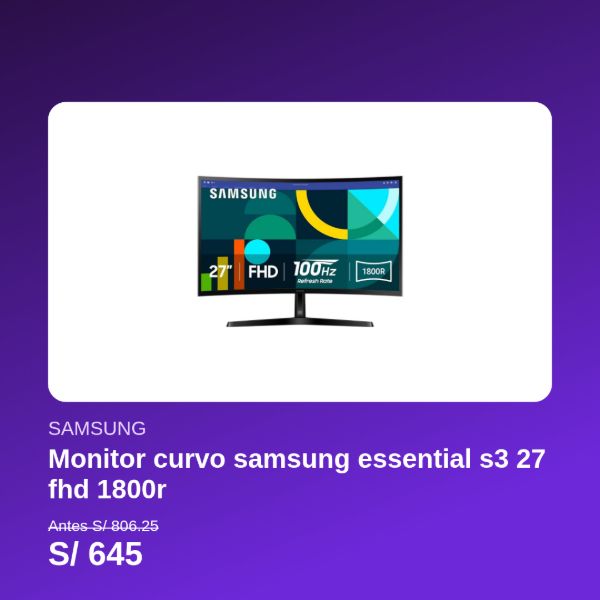 SAMSUNG
27" FHD 100Hz 1800R
Refresh Rate
SAMSUNG
Monitor curvo samsung essential s3 27
fhd 1800r
Antes S/ 806.25
S/ 645